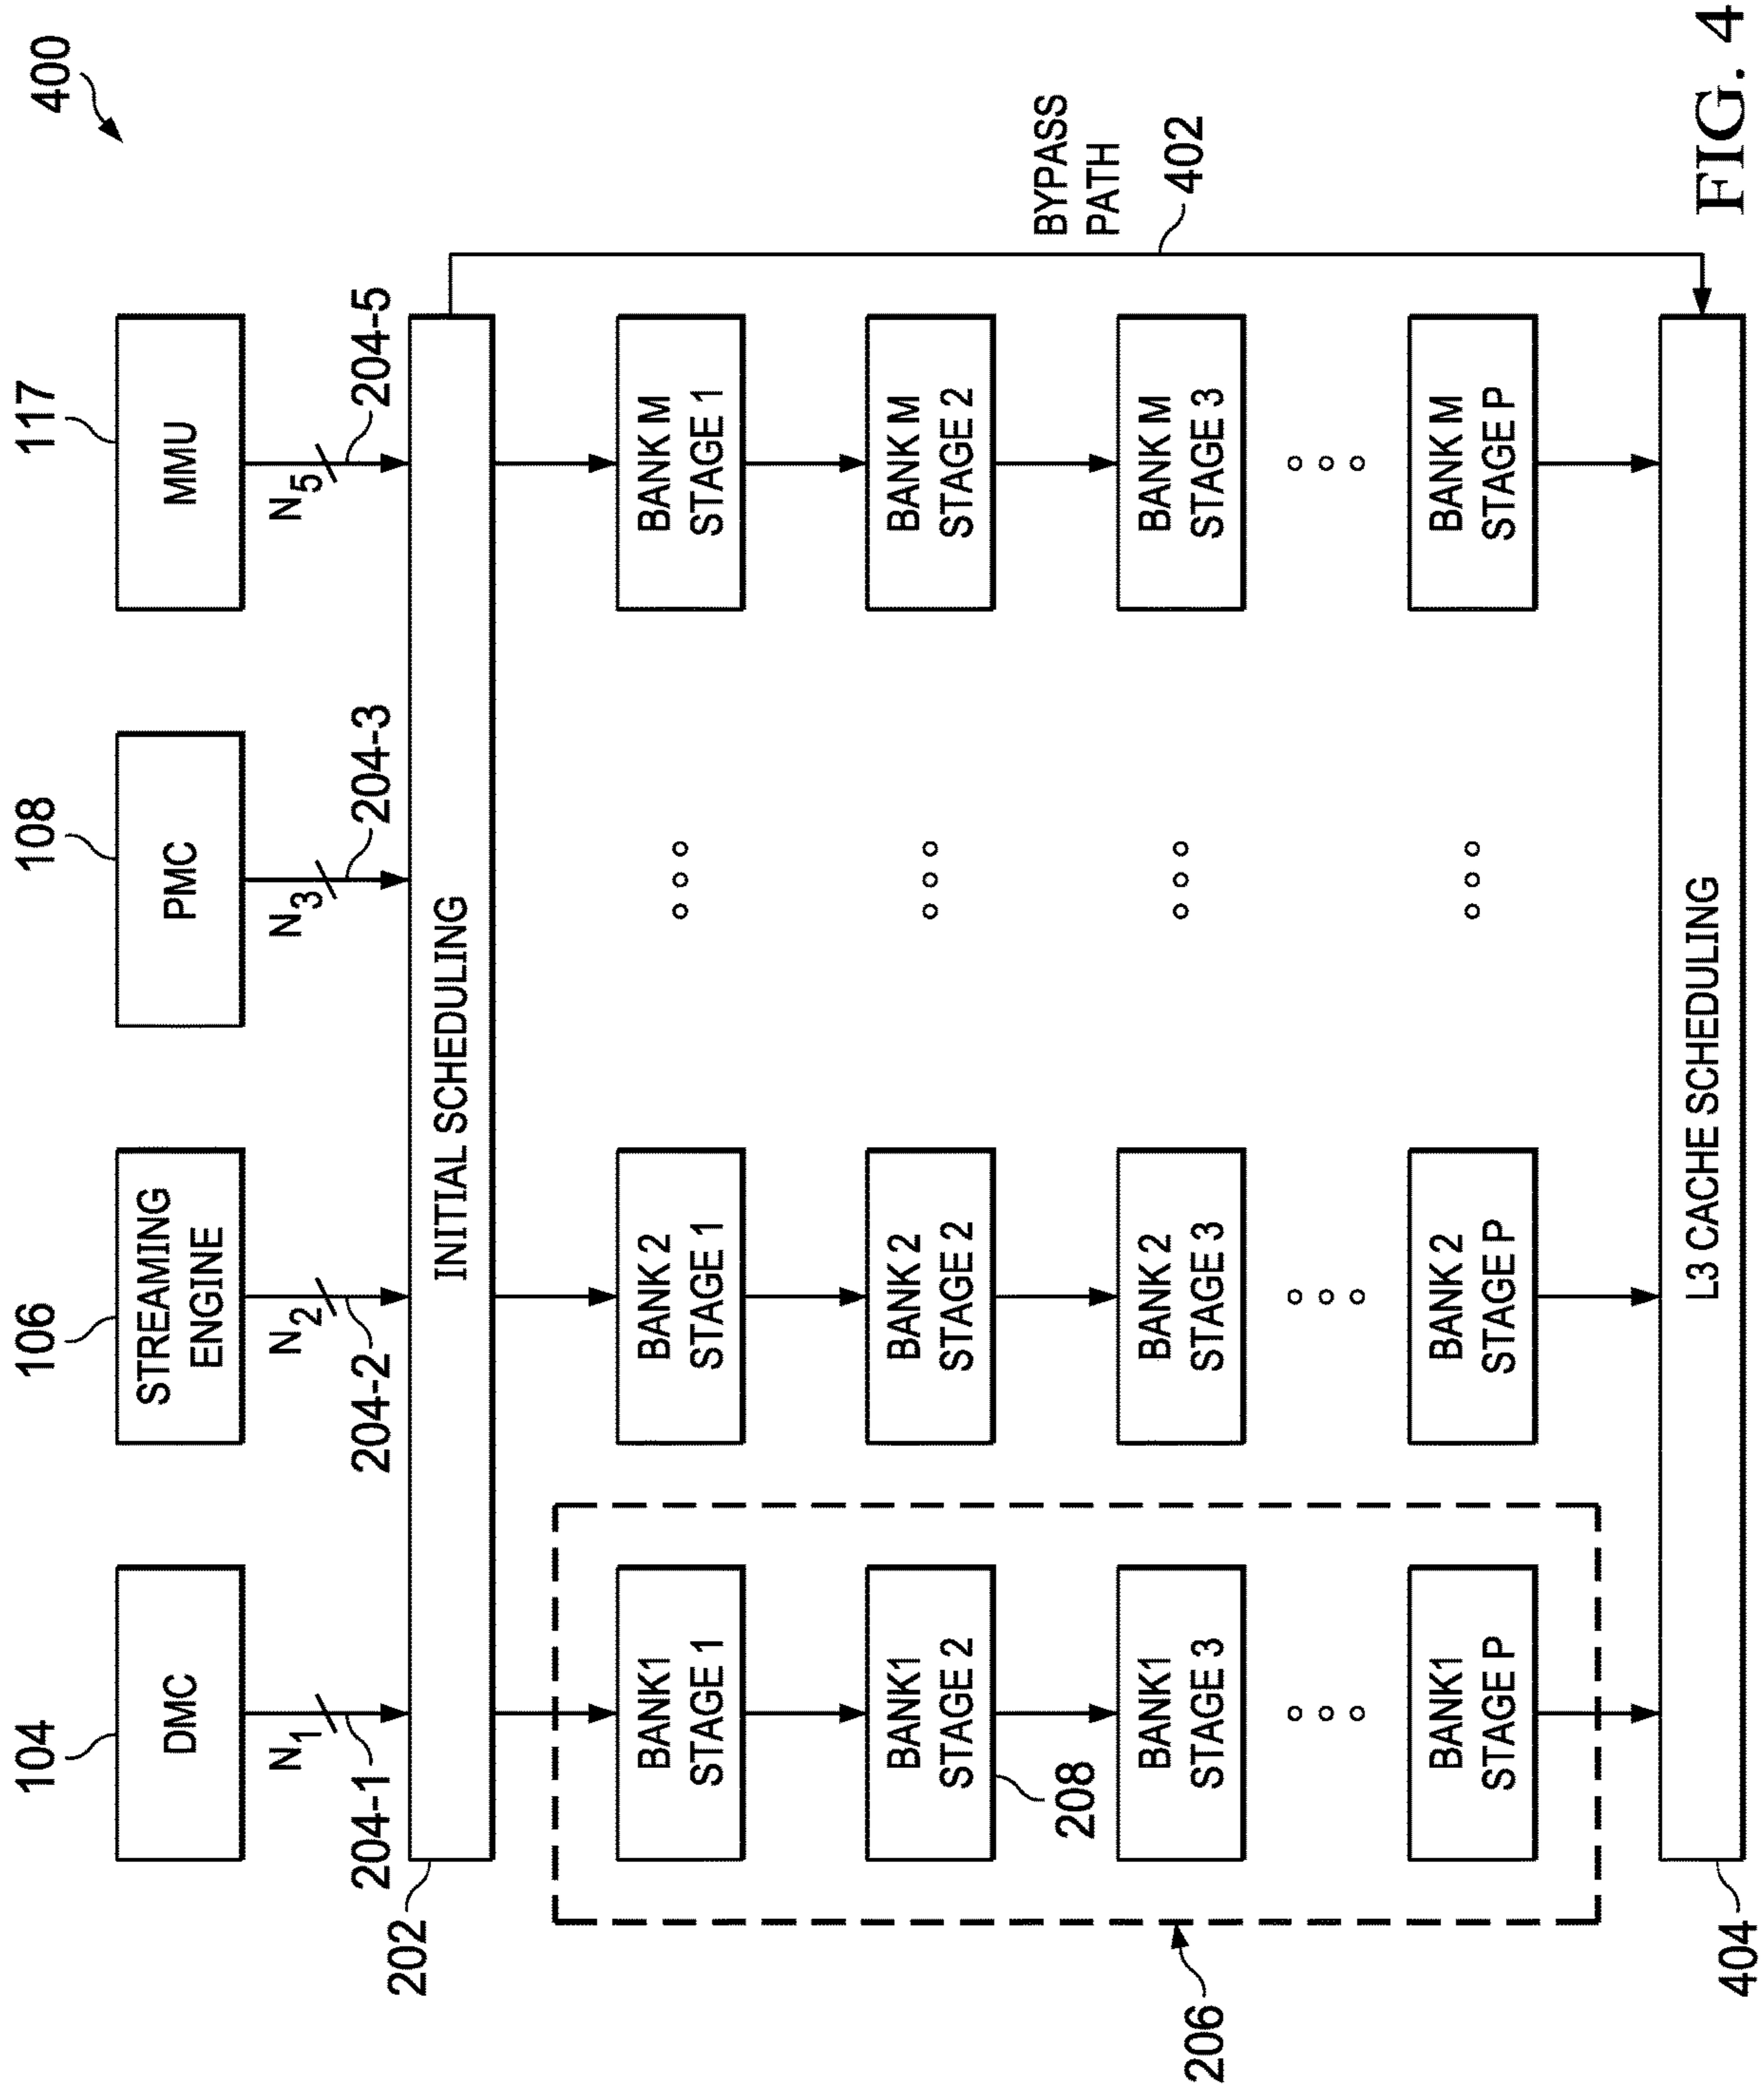 400
104
106
108
117
DMC
STREAMING
ENGINE
PMC
MMU
N1
N2
N3
N5
204-1
204-2
204-3
204-5
202
INITIAL SCHEDULING
BANK1
STAGE 1
BANK 2
STAGE 1
BANK M
STAGE 1
BANK1
STAGE 2
BANK 2
STAGE 2
BANK M
STAGE 2
208
BYPASS
PATH
402
BANK1
STAGE 3
BANK 2
STAGE 3
BANK M
STAGE 3
206
BANK1
STAGE P
BANK 2
STAGE P
BANK M
STAGE P
L3 CACHE SCHEDULING
404
FIG. 4